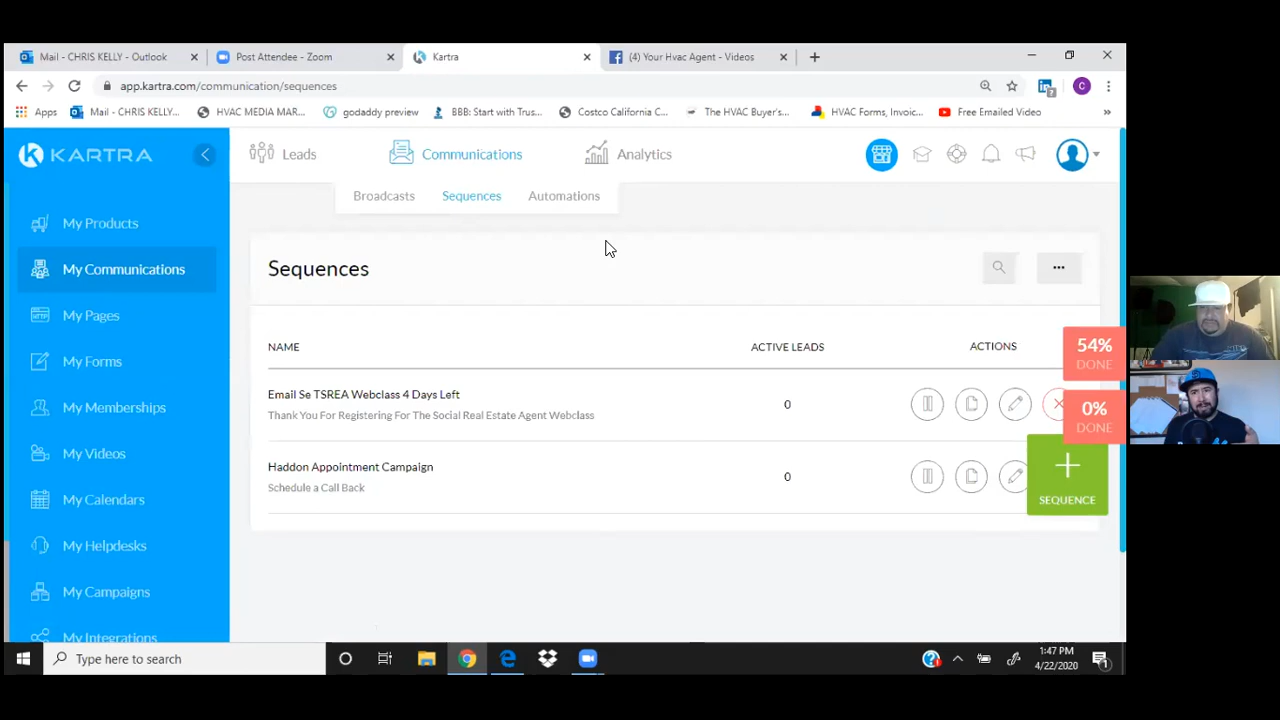 Mail - CHRIS KELLY - Outlook
Post Attendee - Zoom
Kartra
(4) Your Hvac Agent - Videos
app.kartra.com/communication/sequences
Apps
Mail - CHRIS KELLY...
HVAC MEDIA MAR...
godaddy preview
BBB: Start with Trus...
Costco California C...
The HVAC Buyer's...
HVAC Forms, Invoic...
Free Emailed Video
KARTRA
Leads
Communications
Analytics
Broadcasts
Sequences
Automations
My Products
My Communications
My Pages
My Forms
My Memberships
My Videos
My Calendars
My Helpdesks
My Campaigns
My Integrations
Sequences
NAME
ACTIVE LEADS
ACTIONS
Email Se TSREA Webclass 4 Days Left
Thank You For Registering For The Social Real Estate Agent Webclass
0
Haddon Appointment Campaign
Schedule a Call Back
0
54%
DONE
0%
DONE
SEQUENCE
Type here to search
1:47 PM
4/22/2020